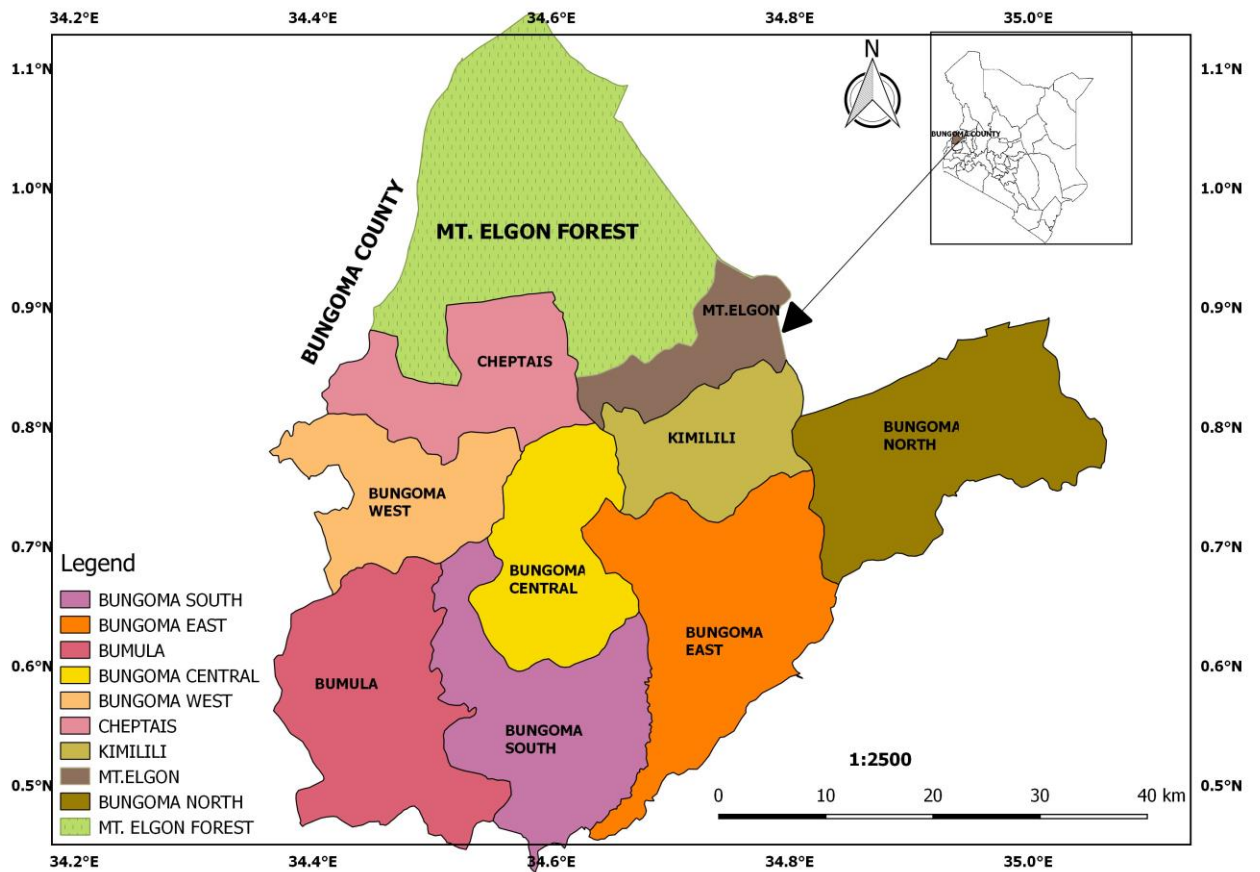 34.2°E 34.4°E 34.6°E 34.8°E 35.0°E
1.1°N 1.1°N
N
BUNGOMA COUNTY
1.0°N 1.0°N
BUNGOMA COUNTY
MT. ELGON FOREST
0.9°N 0.9°N
MT.ELGON
CHEPTAIS
0.8°N 0.8°N
KIMILILI
BUNGOMA
NORTH
BUNGOMA
WEST
0.7°N 0.7°N
BUNGOMA
CENTRAL
BUNGOMA
EAST
0.6°N 0.6°N
BUMULA
BUNGOMA
SOUTH
0.5°N 0.5°N
Legend
BUNGOMA SOUTH
BUNGOMA EAST
BUMULA
BUNGOMA CENTRAL
BUNGOMA WEST
CHEPTAIS
KIMILILI
MT.ELGON
BUNGOMA NORTH
MT. ELGON FOREST
1:2500
0 10 20 30 40 km
34.2°E 34.4°E 34.6°E 34.8°E 35.0°E